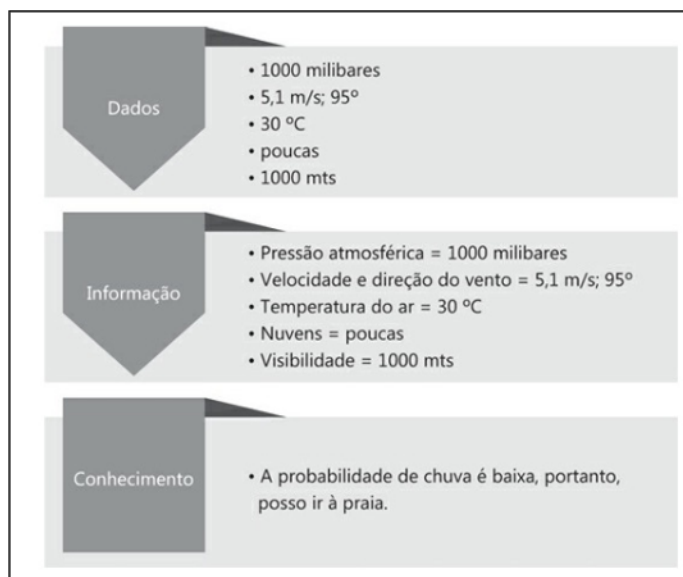 Dados
• 1000 milibares
• 5,1 m/s; 95º
• 30 ºC
• poucas
• 1000 mts
Informação
• Pressão atmosférica = 1000 milibares
• Velocidade e direção do vento = 5,1 m/s; 95º
• Temperatura do ar = 30 ºC
• Nuvens = poucas
• Visibilidade = 1000 mts
Conhecimento
• A probabilidade de chuva é baixa, portanto,
posso ir à praia.